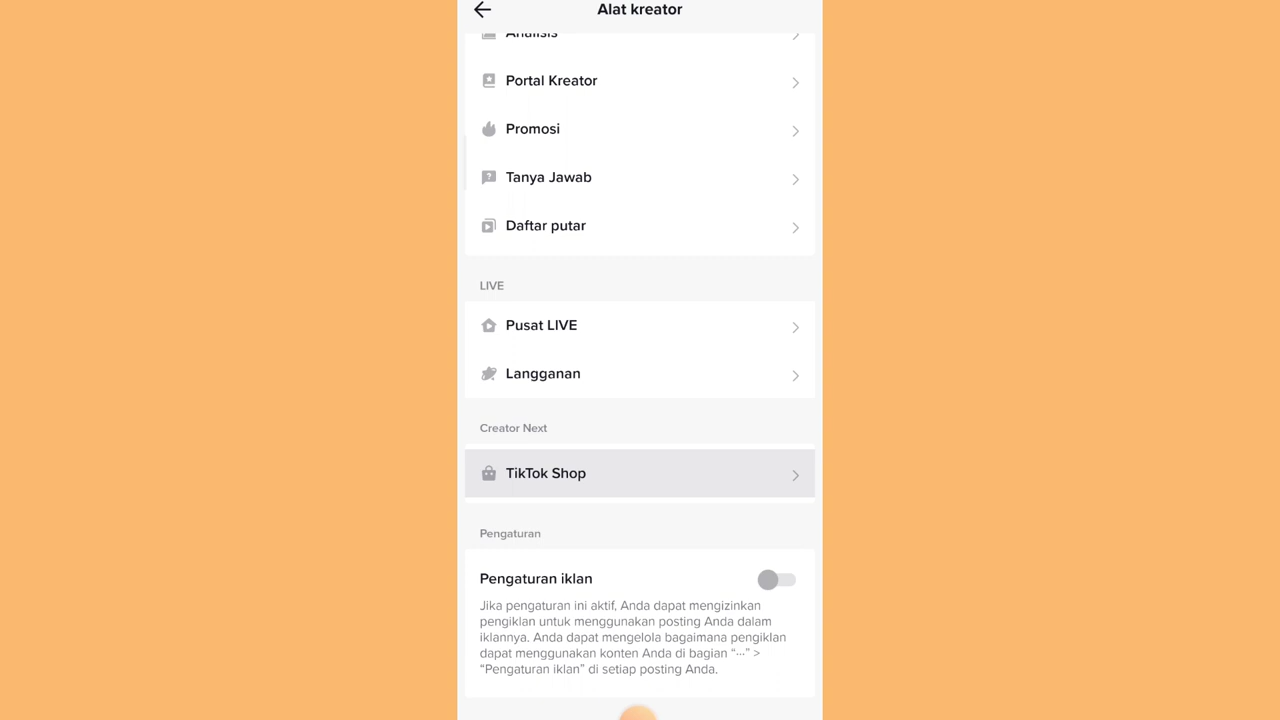 Alat kreator
Analisis
Portal Kreator
Promosi
Tanya Jawab
Daftar putar
LIVE
Pusat LIVE
Langganan
Creator Next
TikTok Shop
Pengaturan
Pengaturan iklan
Jika pengaturan ini aktif, Anda dapat mengizinkan
pengiklan untuk menggunakan posting Anda dalam
iklannya. Anda dapat mengelola bagaimana pengiklan
dapat menggunakan konten Anda di bagian “···” >
“Pengaturan iklan” di setiap posting Anda.